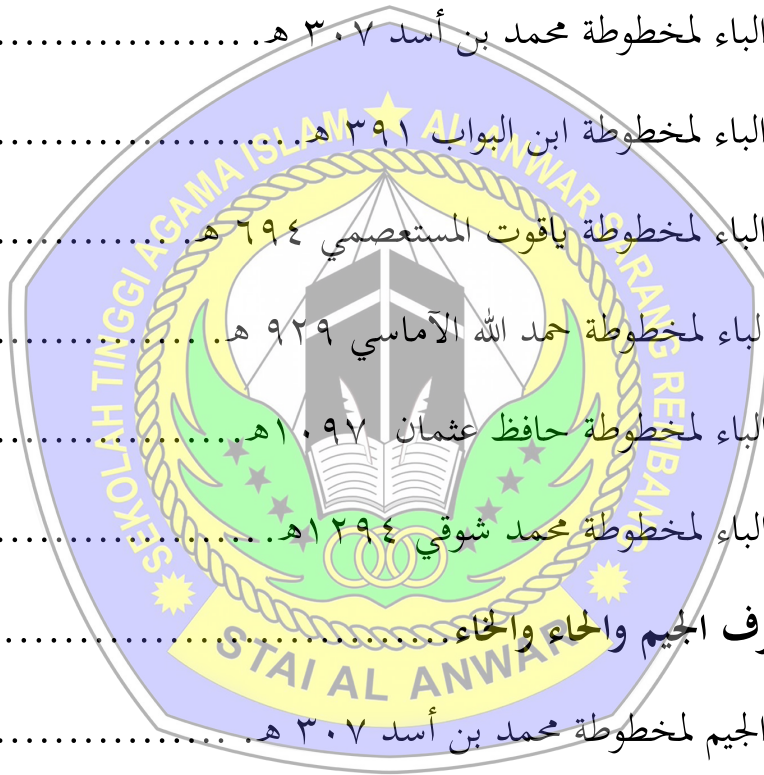 الباء لمخطوطة محمد بن أسد ٣٠٧ هـ..................
الباء لمخطوطة ابن البواب ٣٩١ هـ......................
الباء لمخطوطة ياقوت المستعصمي ٦٩٤ هـ. ............
لباء لمخطوطة حمد الله الآماسي ٩٢٩ هـ. ..............
الباء لمخطوطة حافظ عثمان ١٠٩٧هـ.................
الباء لمخطوطة محمد شوقي ١٢٩٤هـ...................
رف الجيم والحاء والخاء..............................
الجيم لمخطوطة محمد بن أسد ٣٠٧ هـ. ................
SEKOLAH TINGGI AGAMA ISLAM ★ AL ANWAR SARANG REMBANG
STAI AL ANWAR